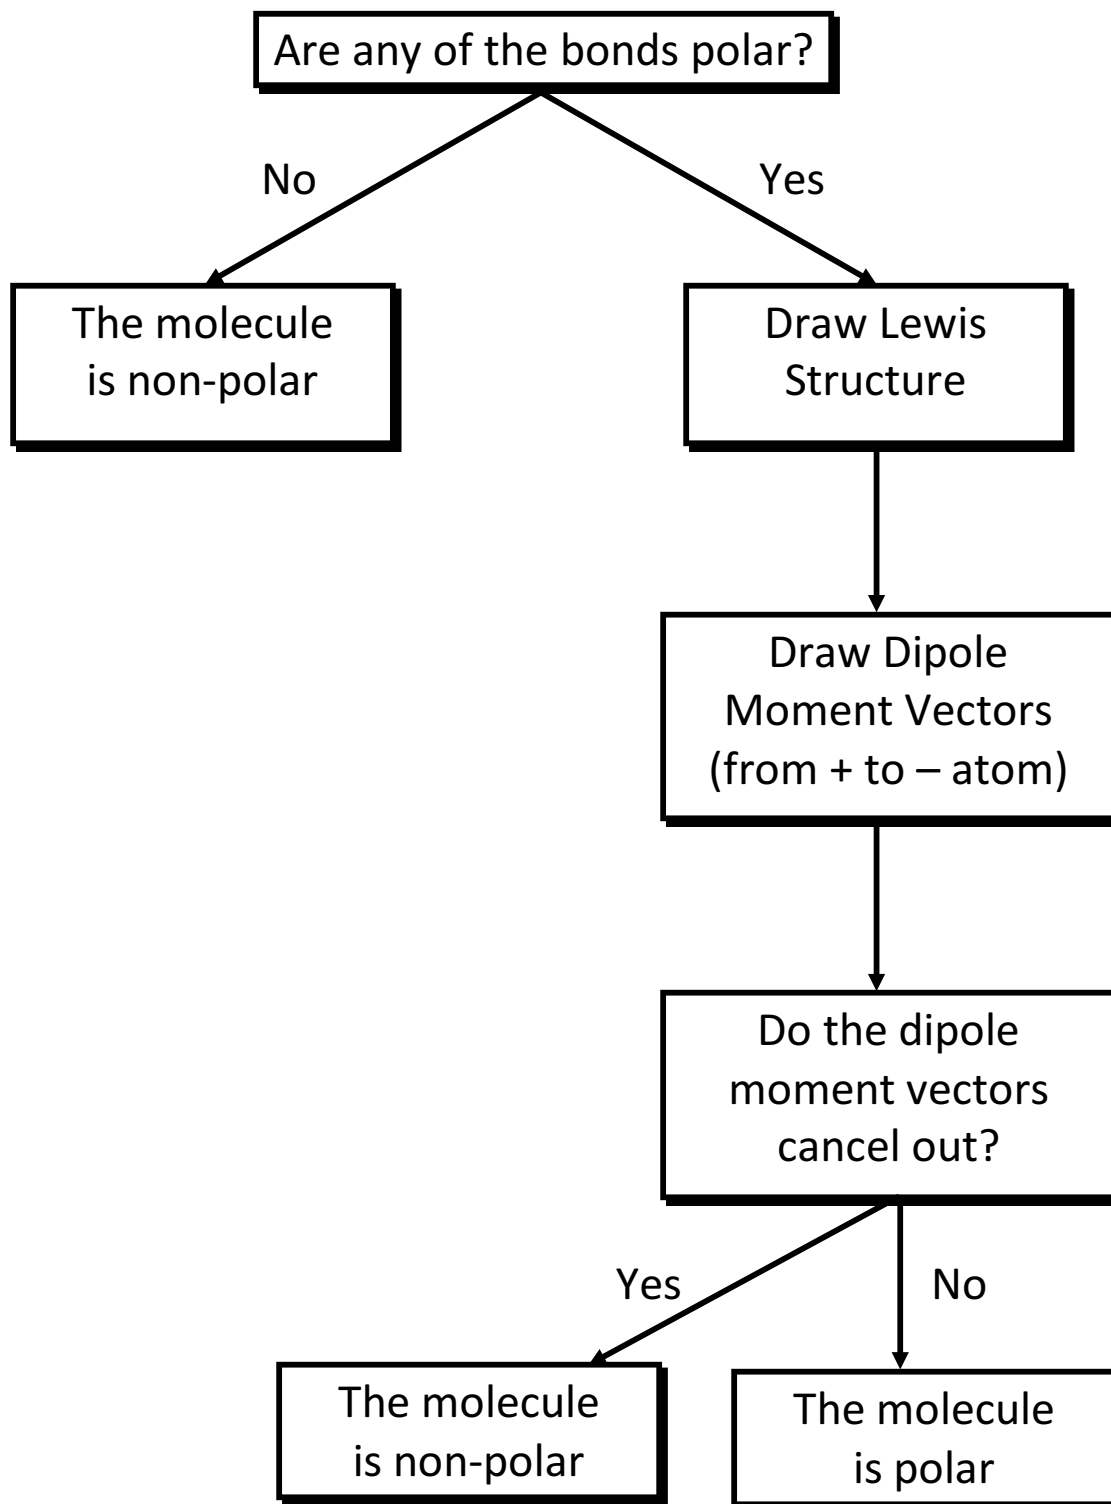 Are any of the bonds polar?
No
Yes
The molecule
is non-polar
Draw Lewis
Structure
Draw Dipole
Moment Vectors
(from + to – atom)
Do the dipole
moment vectors
cancel out?
Yes
No
The molecule
is non-polar
The molecule
is polar